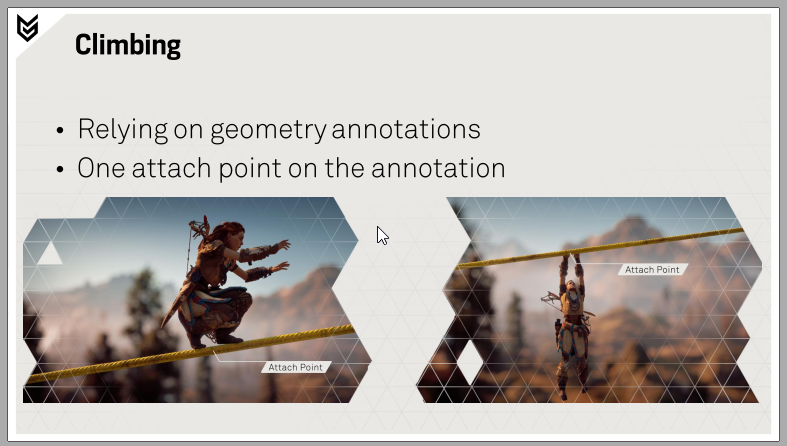 Climbing
• Relying on geometry annotations
• One attach point on the annotation
Attach Point
Attach Point